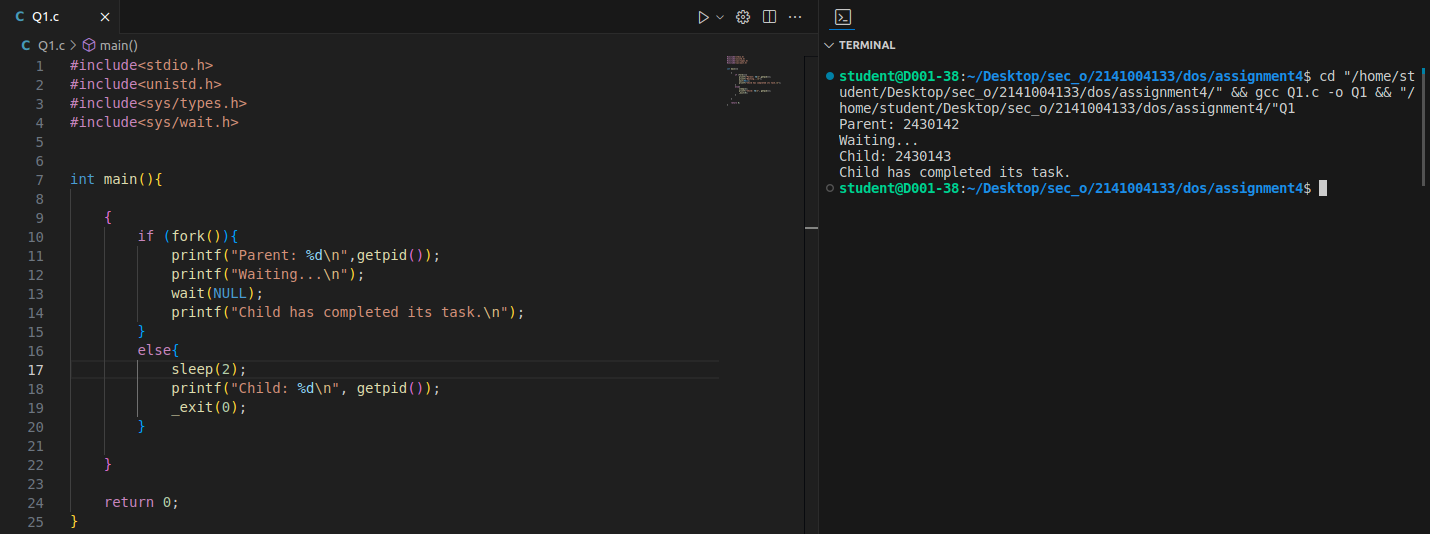 C Q1.c ×
C Q1.c > main()
1 #include<stdio.h>
2 #include<unistd.h>
3 #include<sys/types.h>
4 #include<sys/wait.h>
5
6
7 int main(){
8
9 {
10 if (fork()){
11 printf("Parent: %d\n",getpid());
12 printf("Waiting...\n");
13 wait(NULL);
14 printf("Child has completed its task.\n");
15 }
16 else{
17 sleep(2);
18 printf("Child: %d\n", getpid());
19 _exit(0);
20 }
21
22 }
23
24 return 0;
25 }
TERMINAL
student@D001-38:~/Desktop/sec_o/2141004133/dos/assignment4$ cd "/home/st
udent/Desktop/sec_o/2141004133/dos/assignment4/" && gcc Q1.c -o Q1 && "/
home/student/Desktop/sec_o/2141004133/dos/assignment4/"Q1
Parent: 2430142
Waiting...
Child: 2430143
Child has completed its task.
student@D001-38:~/Desktop/sec_o/2141004133/dos/assignment4$